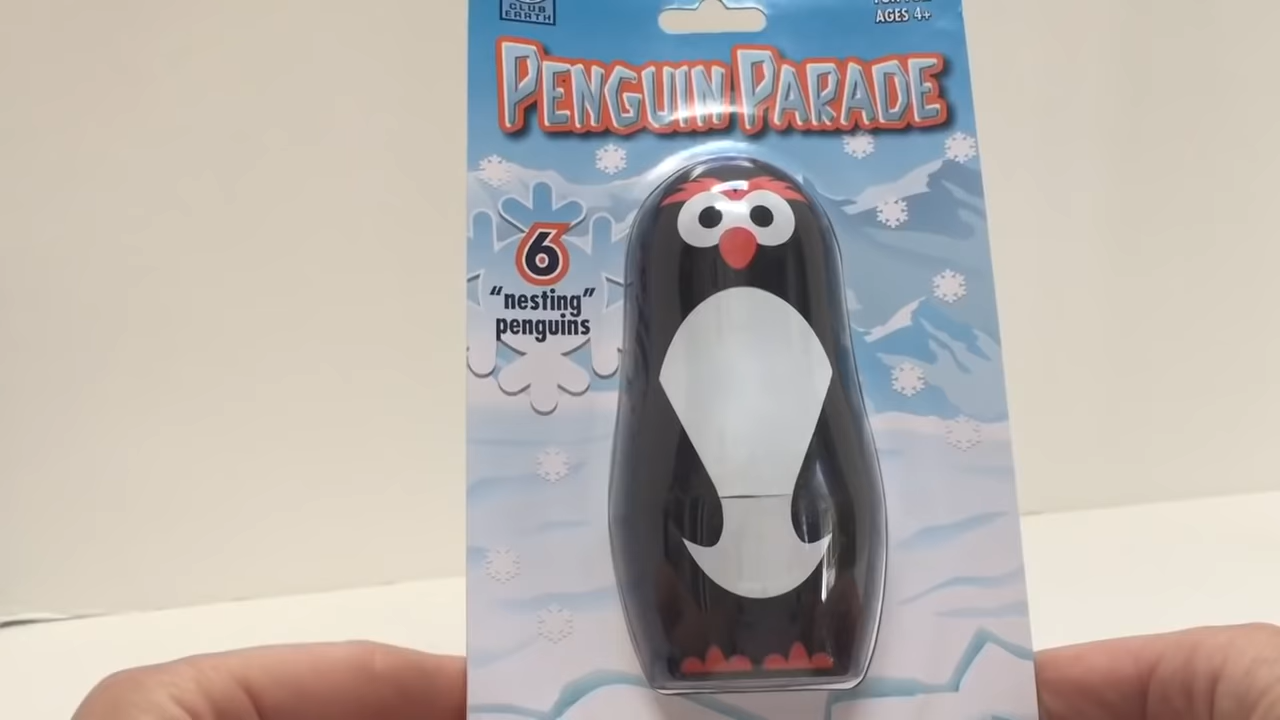 CLUB
EARTH
AGES 4+
PENGUIN PARADE
6
"nesting"
penguins